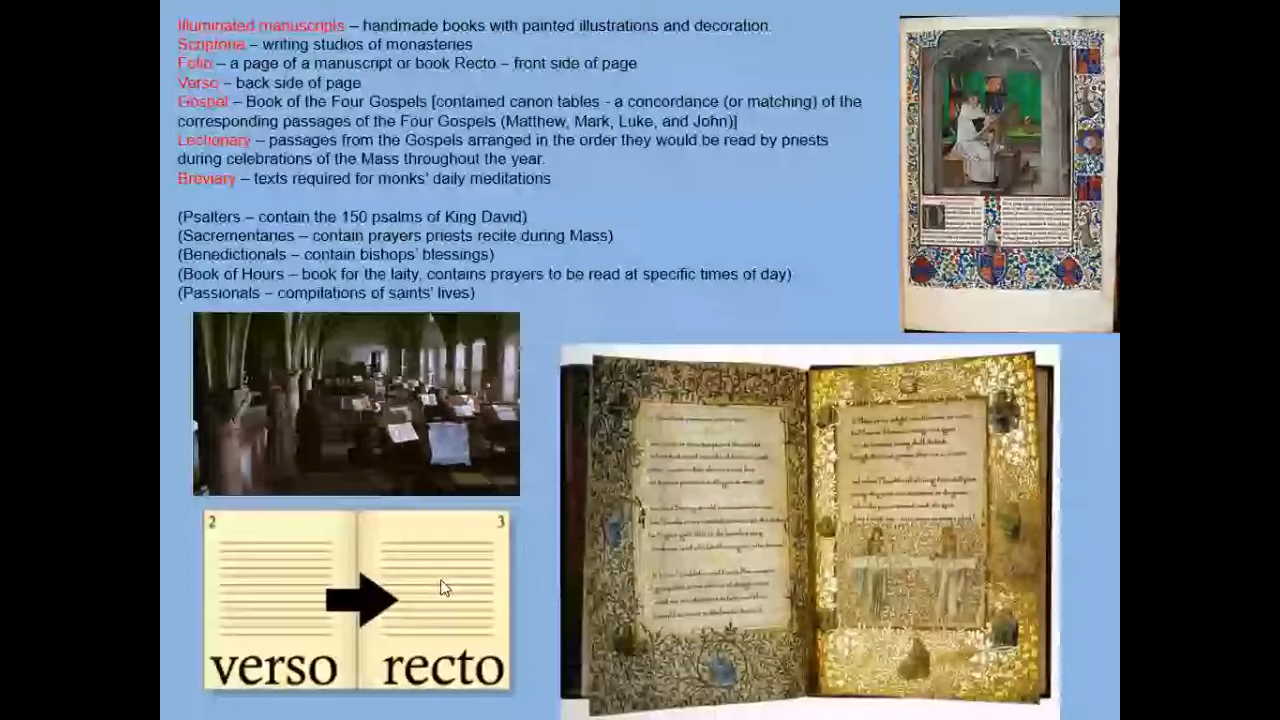 Illuminated manuscripts – handmade books with painted illustrations and decoration.
Scriptoria – writing studios of monasteries
Folio – a page of a manuscript or book Recto – front side of page
Verso – back side of page
Gospel – Book of the Four Gospels [contained canon tables - a concordance (or matching) of the
corresponding passages of the Four Gospels (Matthew, Mark, Luke, and John)]
Lectionary – passages from the Gospels arranged in the order they would be read by priests
during celebrations of the Mass throughout the year.
Breviary – texts required for monks' daily meditations
(Psalters – contain the 150 psalms of King David)
(Sacrementaries – contain prayers priests recite during Mass)
(Benedictionals – contain bishops' blessings)
(Book of Hours – book for the laity, contains prayers to be read at specific times of day)
(Passionals – compilations of saints' lives)
2 3
verso recto